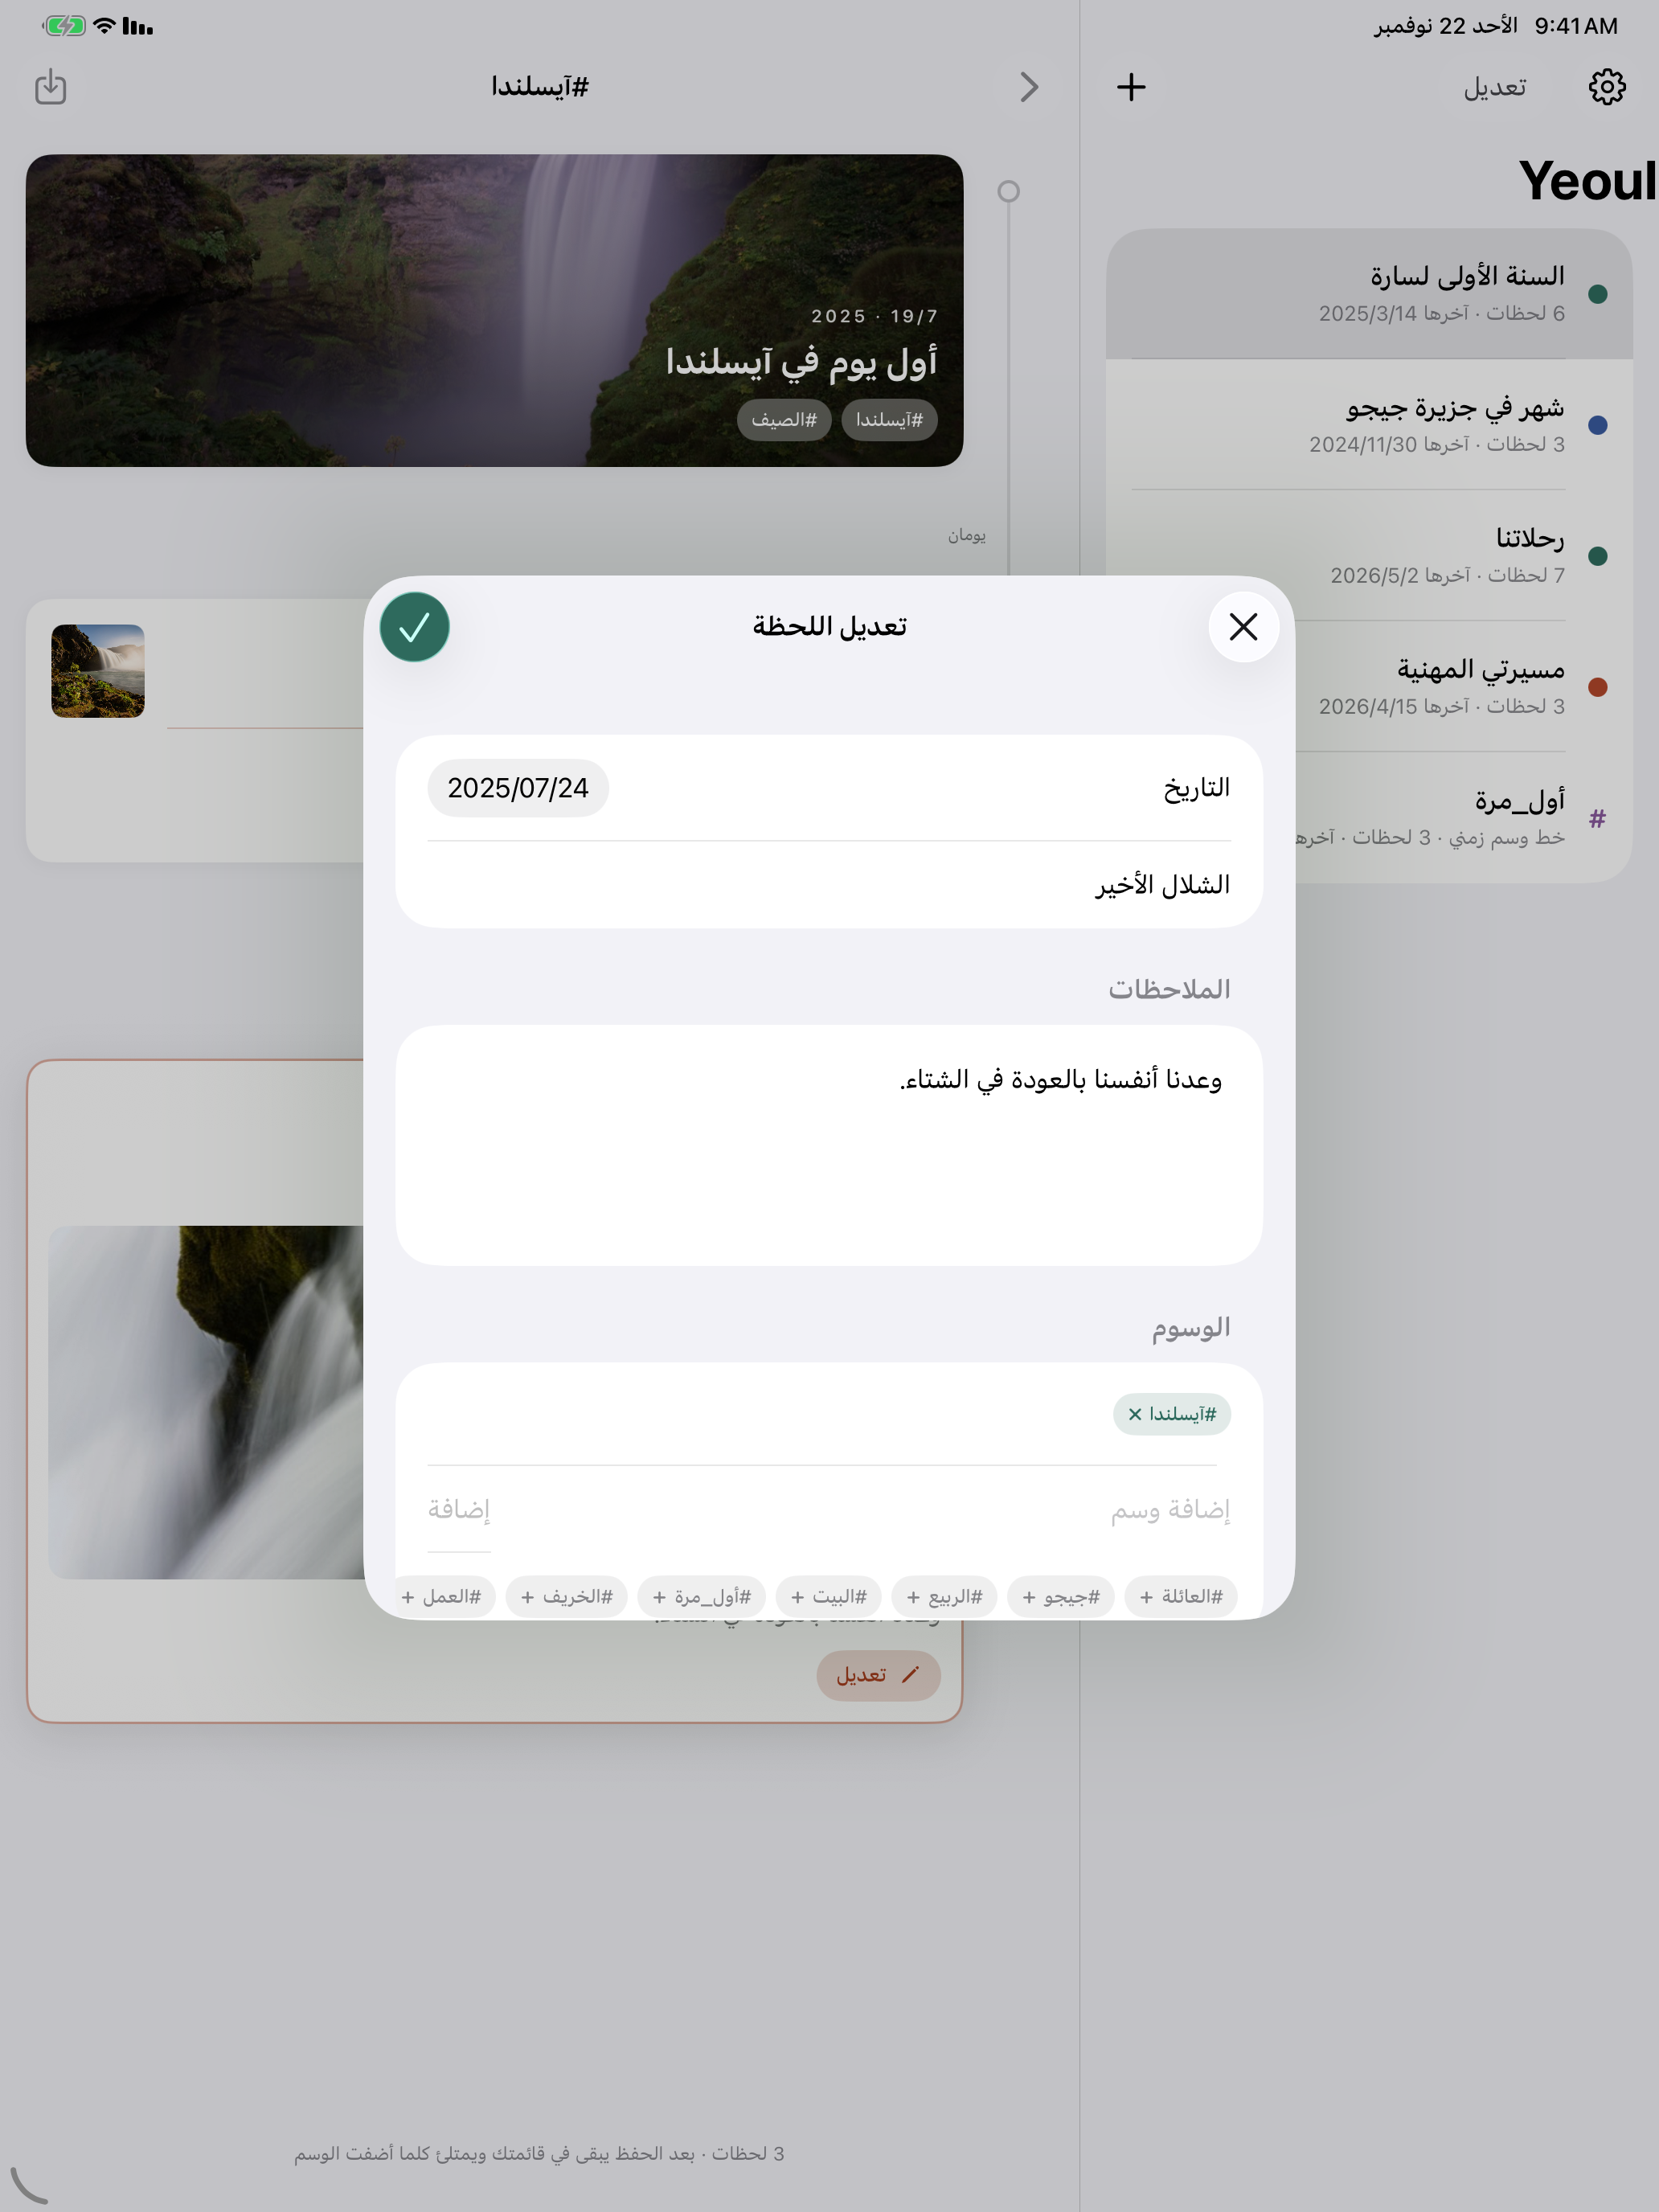 9:41 AM الأحد 22 نوفمبر
تعديل
Yeoul
السنة الأولى لسارة
6 لحظات · آخرها 2025/3/14
شهر في جزيرة جيجو
3 لحظات · آخرها 2024/11/30
رحلاتنا
7 لحظات · آخرها 2026/5/2
مسيرتي المهنية
3 لحظات · آخرها 2026/4/15
#
أول_مرة
خط وسم زمني · 3 لحظات · آخرها
#آيسلندا
19/7 · 2025
أول يوم في آيسلندا
#آيسلندا #الصيف
يومان
تعديل اللحظة
التاريخ 2025/07/24
الشلال الأخير
الملاحظات
وعدنا أنفسنا بالعودة في الشتاء.
الوسوم
#آيسلندا ×
إضافة وسم إضافة
#العائلة + #جيجو + #الربيع + #البيت + #أول_مرة + #الخريف + #العمل +
تعديل
3 لحظات · بعد الحفظ يبقى في قائمتك ويمتلئ كلما أضفت الوسم